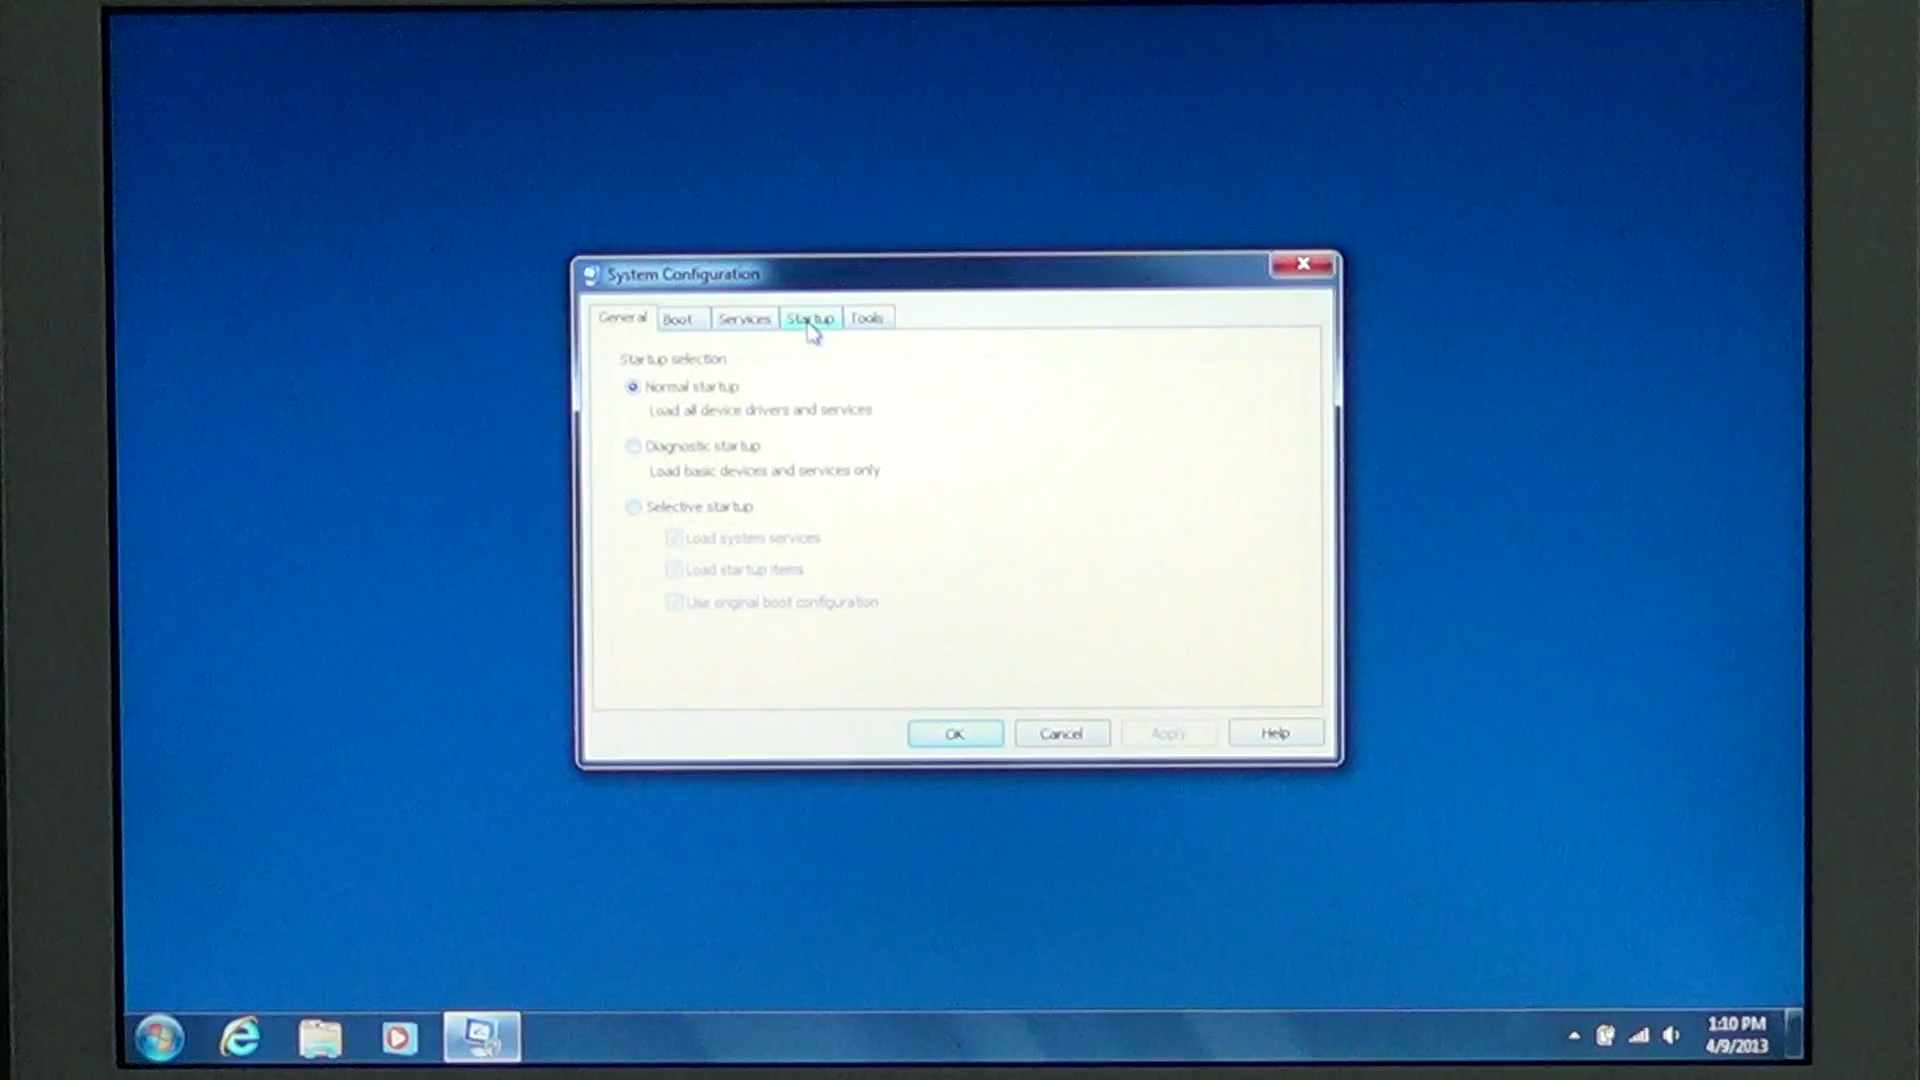 System Configuration
General Boot Services Startup Tools
Startup selection
Normal startup
Load all device drivers and services
Diagnostic startup
Load basic devices and services only
Selective startup
Load system services
Load startup items
Use original boot configuration
OK Cancel Apply Help
1:10 PM
4/9/2013